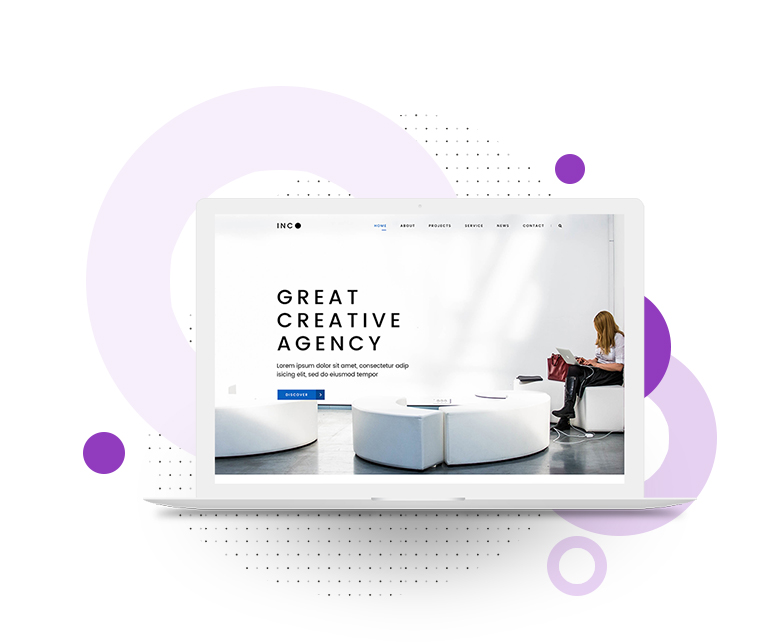 INCO
HOME ABOUT PROJECTS SERVICE NEWS CONTACT
GREAT
CREATIVE
AGENCY
Lorem ipsum dolor sit amet, consectetur adip
isicing elit, sed do eiusmod tempor
DISCOVER